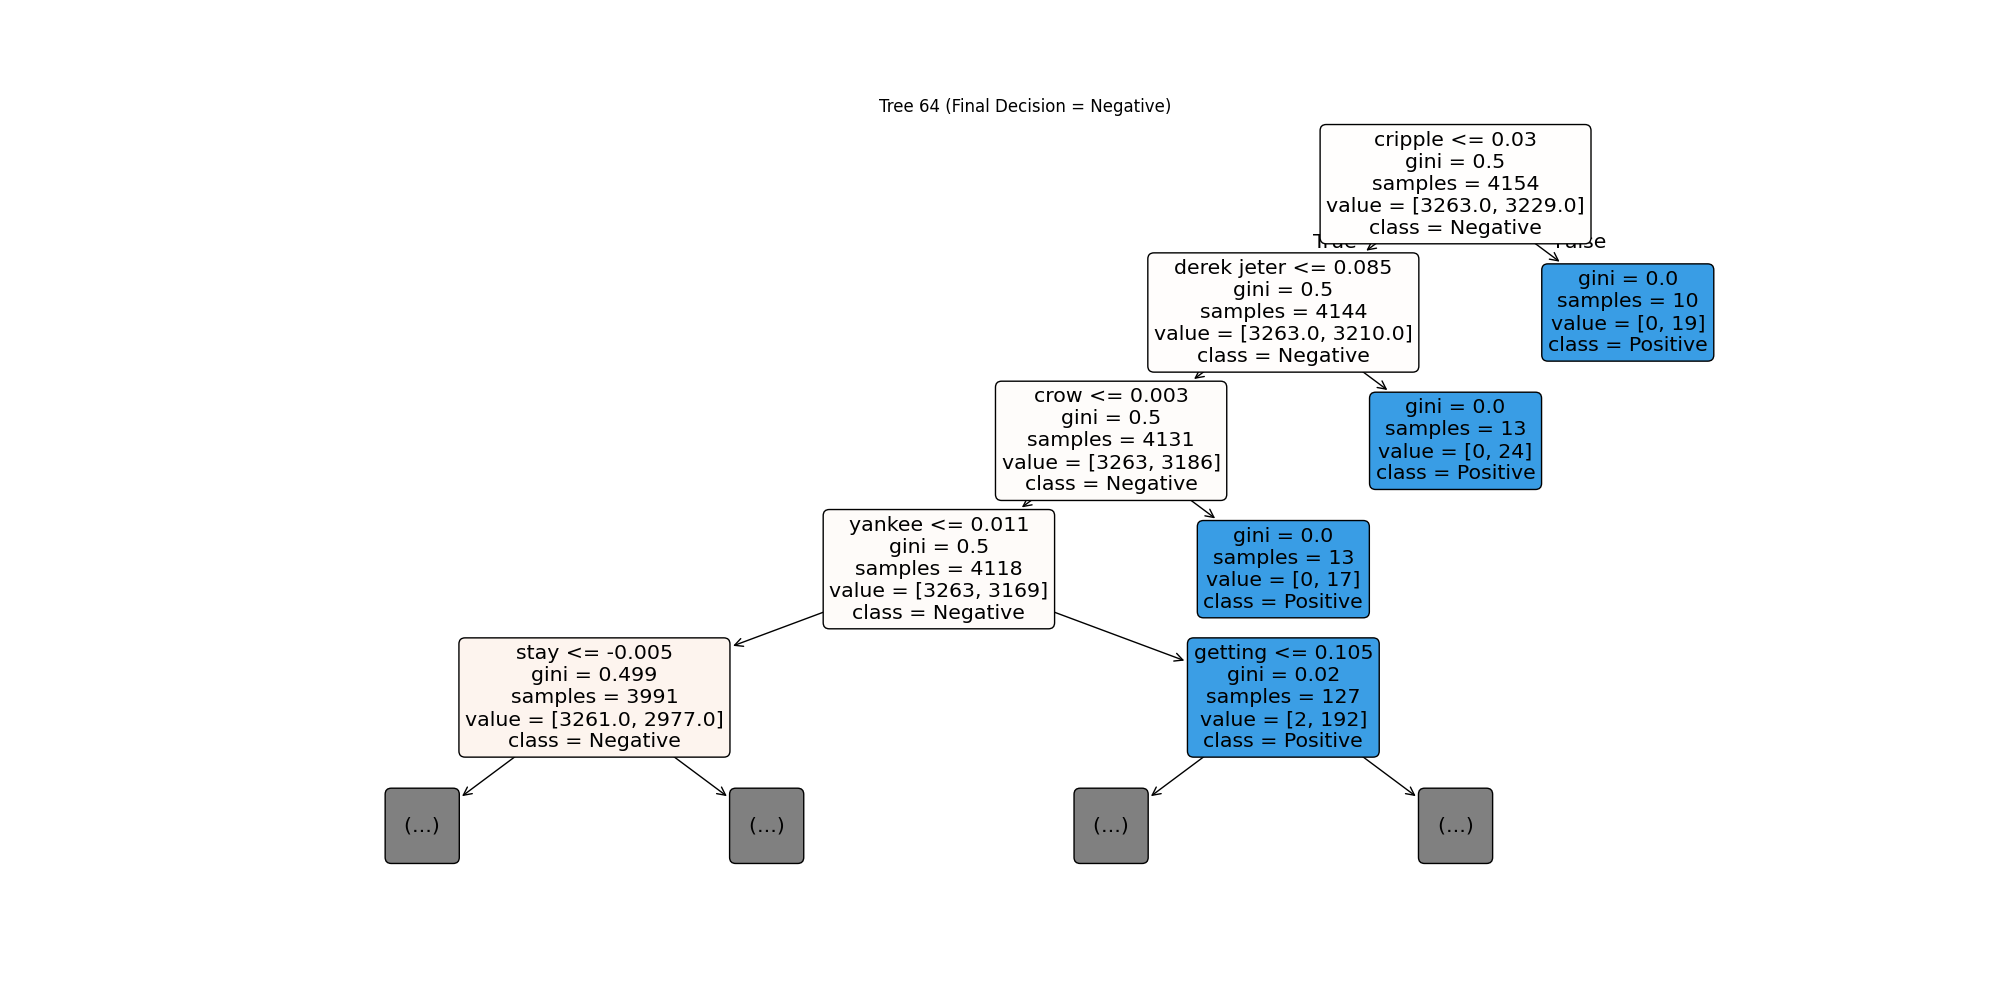 Tree 64 (Final Decision = Negative)
cripple <= 0.03
gini = 0.5
samples = 4154
value = [3263.0, 3229.0]
class = Negative
True
False
derek jeter <= 0.085
gini = 0.5
samples = 4144
value = [3263.0, 3210.0]
class = Negative
gini = 0.0
samples = 10
value = [0, 19]
class = Positive
crow <= 0.003
gini = 0.5
samples = 4131
value = [3263, 3186]
class = Negative
gini = 0.0
samples = 13
value = [0, 24]
class = Positive
yankee <= 0.011
gini = 0.5
samples = 4118
value = [3263, 3169]
class = Negative
gini = 0.0
samples = 13
value = [0, 17]
class = Positive
stay <= -0.005
gini = 0.499
samples = 3991
value = [3261.0, 2977.0]
class = Negative
getting <= 0.105
gini = 0.02
samples = 127
value = [2, 192]
class = Positive
(...)
(...)
(...)
(...)